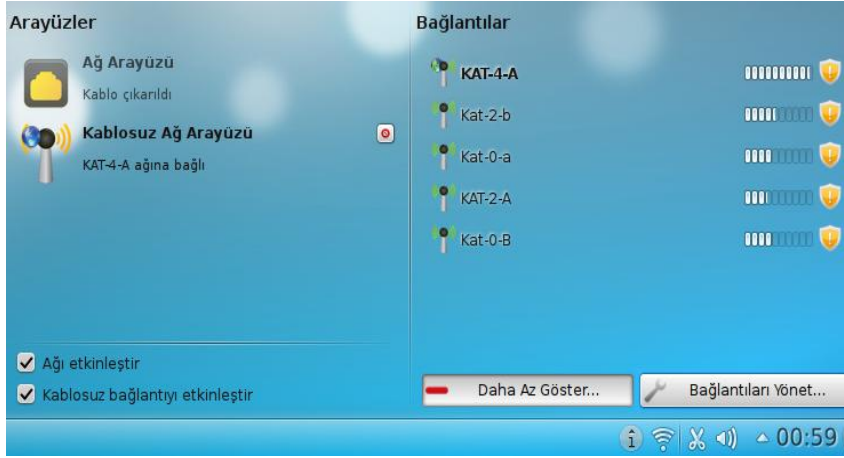 Arayüzler
Ağ Arayüzü
Kablo çıkarıldı
Kablosuz Ağ Arayüzü
KAT-4-A ağına bağlı
Ağı etkinleştir
Kablosuz bağlantıyı etkinleştir
Bağlantılar
KAT-4-A
Kat-2-b
Kat-0-a
KAT-2-A
Kat-0-B
Daha Az Göster...
Bağlantıları Yönet...
00:59